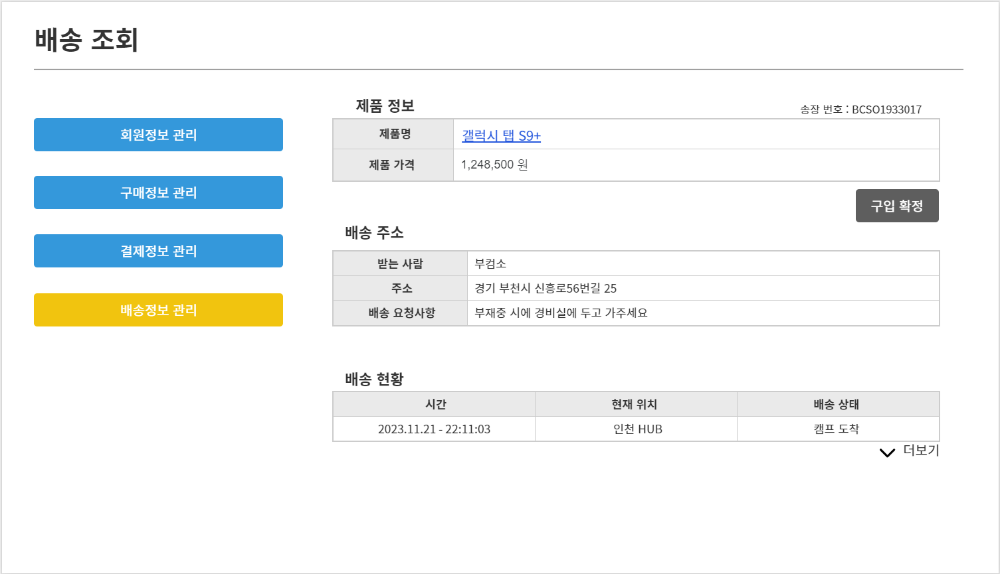 배송 조회
회원정보 관리
구매정보 관리
결제정보 관리
배송정보 관리
제품 정보
송장 번호 : BCSO1933017
제품명 갤럭시 탭 S9+
제품 가격 1,248,500 원
구입 확정
배송 주소
받는 사람 부컴소
주소 경기 부천시 신흥로56번길 25
배송 요청사항 부재중 시에 경비실에 두고 가주세요
배송 현황
시간 현재 위치 배송 상태
2023.11.21 - 22:11:03 인천 HUB 캠프 도착
더보기